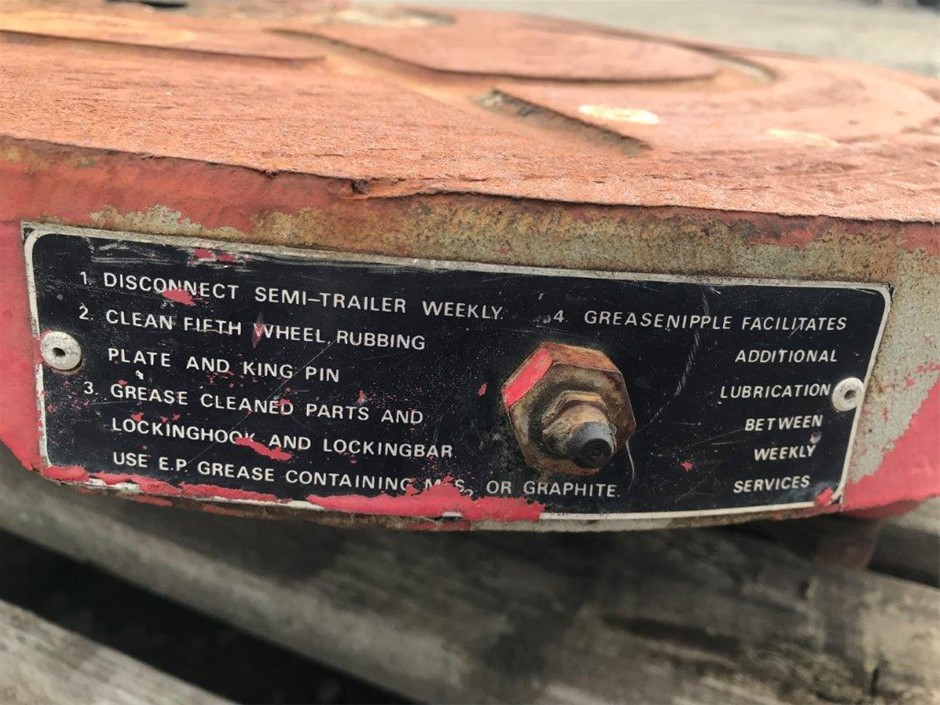 1. DISCONNECT SEMI-TRAILER WEEKLY.
2. CLEAN FIFTH WHEEL RUBBING
PLATE AND KING PIN
3. GREASE CLEANED PARTS AND
LOCKINGHOOK AND LOCKINGBAR
USE E.P. GREASE CONTAINING MoS2 OR GRAPHITE.
4. GREASENIPPLE FACILITATES
ADDITIONAL
LUBRICATION
BETWEEN
WEEKLY
SERVICES